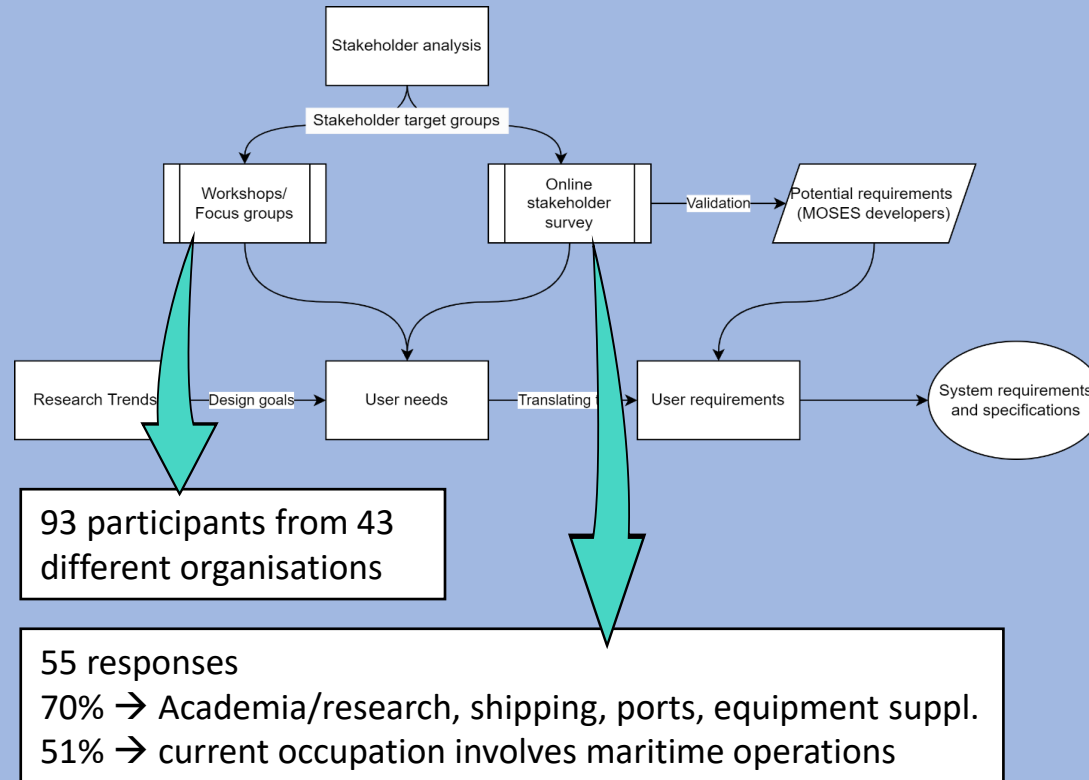 Stakeholder analysis
Stakeholder target groups
Workshops/
Focus groups
Online
stakeholder
survey
Validation
Potential requirements
(MOSES developers)
Research Trends
Design goals
User needs
Translating
User requirements
System requirements
and specifications
93 participants from 43
different organisations
55 responses
70% → Academia/research, shipping, ports, equipment suppl.
51% → current occupation involves maritime operations